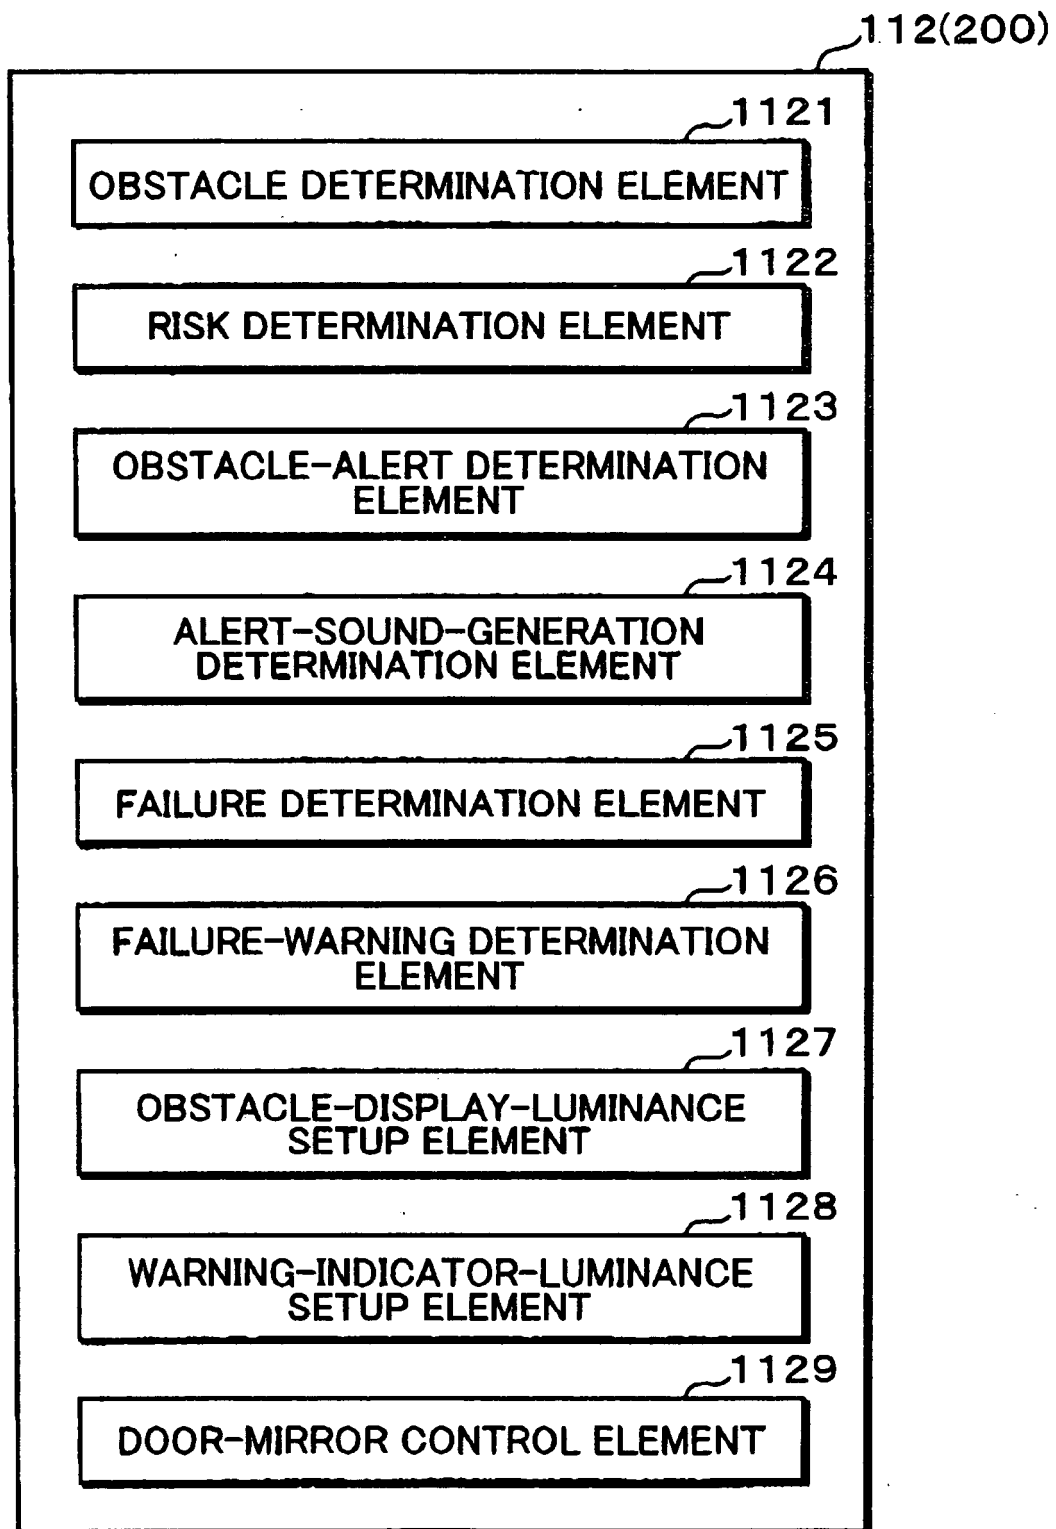 112(200)
1121
OBSTACLE DETERMINATION ELEMENT
1122
RISK DETERMINATION ELEMENT
1123
OBSTACLE-ALERT DETERMINATION
ELEMENT
1124
ALERT-SOUND-GENERATION
DETERMINATION ELEMENT
1125
FAILURE DETERMINATION ELEMENT
1126
FAILURE-WARNING DETERMINATION
ELEMENT
1127
OBSTACLE-DISPLAY-LUMINANCE
SETUP ELEMENT
1128
WARNING-INDICATOR-LUMINANCE
SETUP ELEMENT
1129
DOOR-MIRROR CONTROL ELEMENT